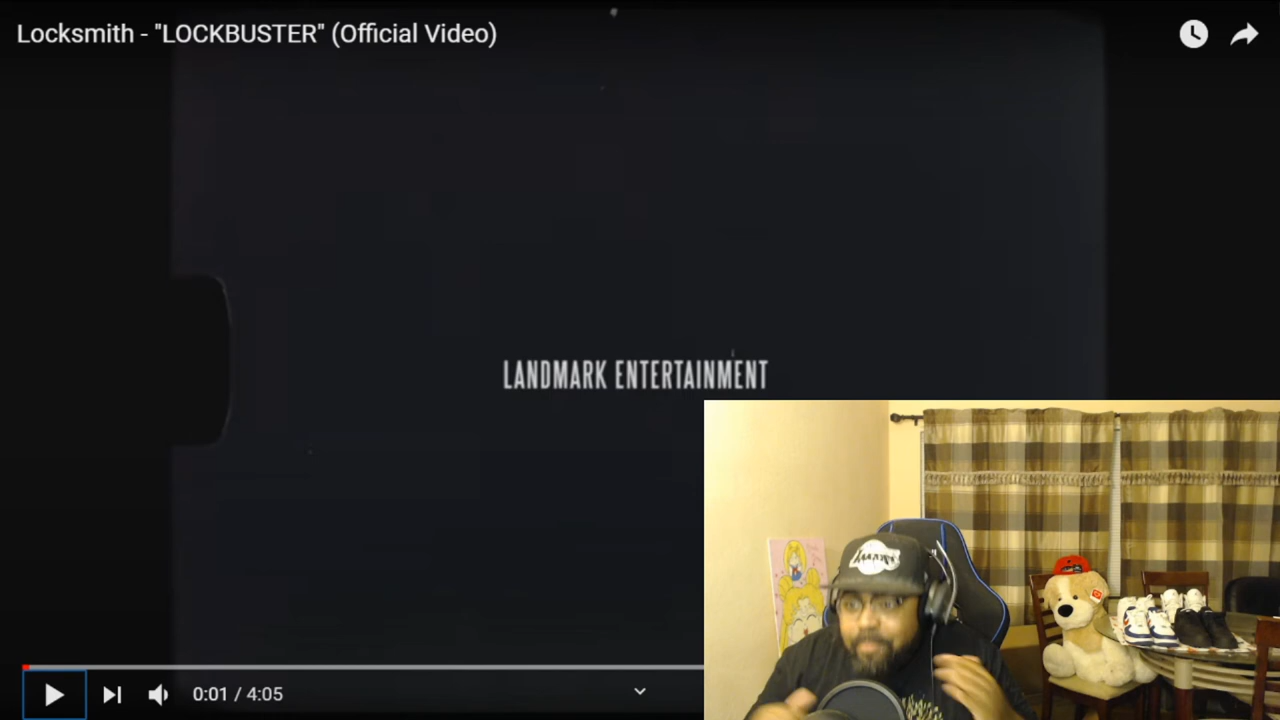 Locksmith - "LOCKBUSTER" (Official Video)
LANDMARK ENTERTAINMENT
0:01 / 4:05